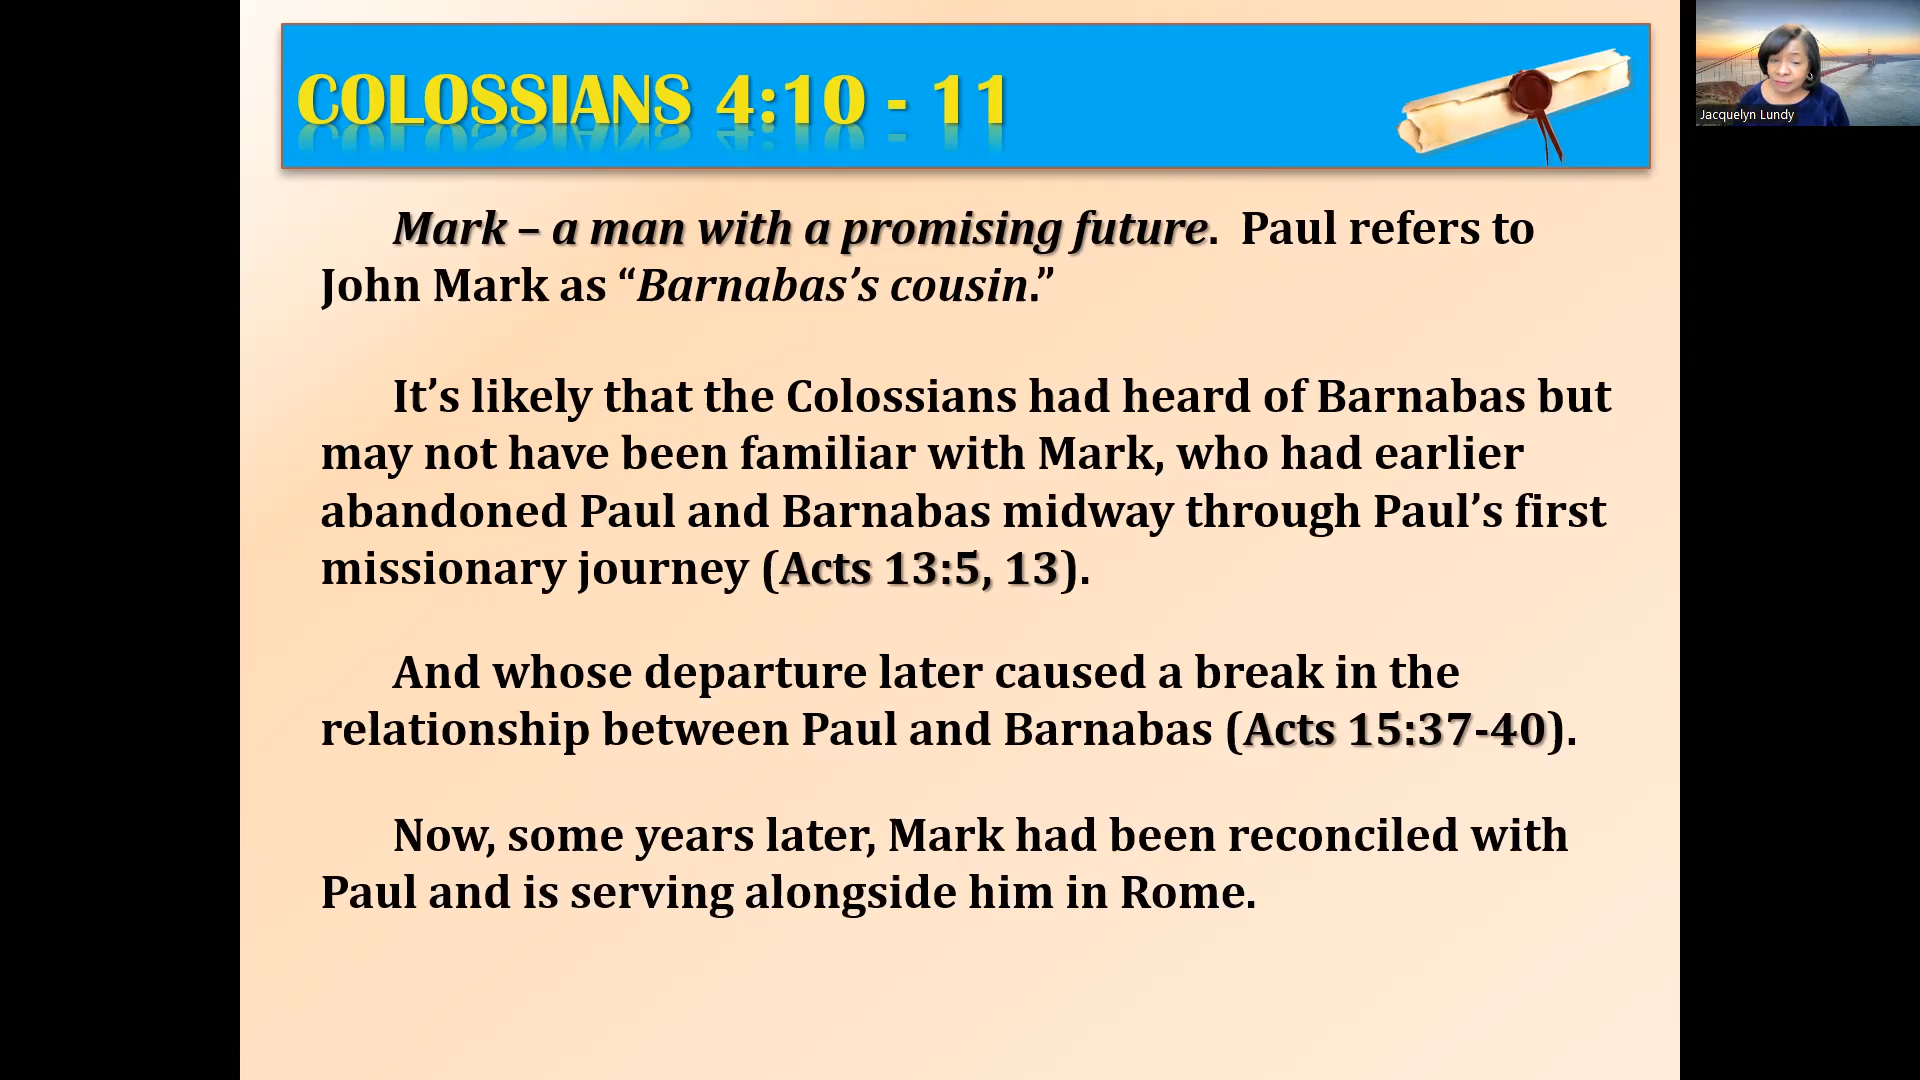 COLOSSIANS 4:10 - 11
Jacquelyn Lundy
Mark – a man with a promising future.  Paul refers to
John Mark as “Barnabas’s cousin.”
It’s likely that the Colossians had heard of Barnabas but
may not have been familiar with Mark, who had earlier
abandoned Paul and Barnabas midway through Paul’s first
missionary journey (Acts 13:5, 13).
And whose departure later caused a break in the
relationship between Paul and Barnabas (Acts 15:37-40).
Now, some years later, Mark had been reconciled with
Paul and is serving alongside him in Rome.